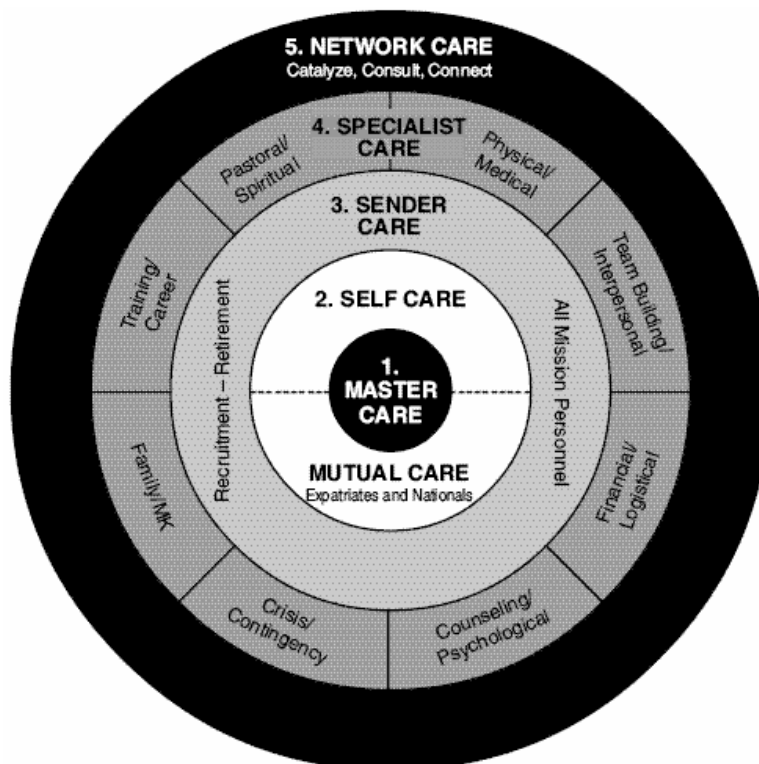 5. NETWORK CARE
Catalyze, Consult, Connect
4. SPECIALIST
CARE
Pastoral/
Spiritual
Physical/
Medical
3. SENDER
CARE
Training/
Career
Team Building/
Interpersonal
2. SELF CARE
Recruitment – Retirement
All Mission Personnel
1.
MASTER
CARE
MUTUAL CARE
Expatriates and Nationals
Family/MK
Financial/
Logistical
Crisis/
Contingency
Counseling/
Psychological